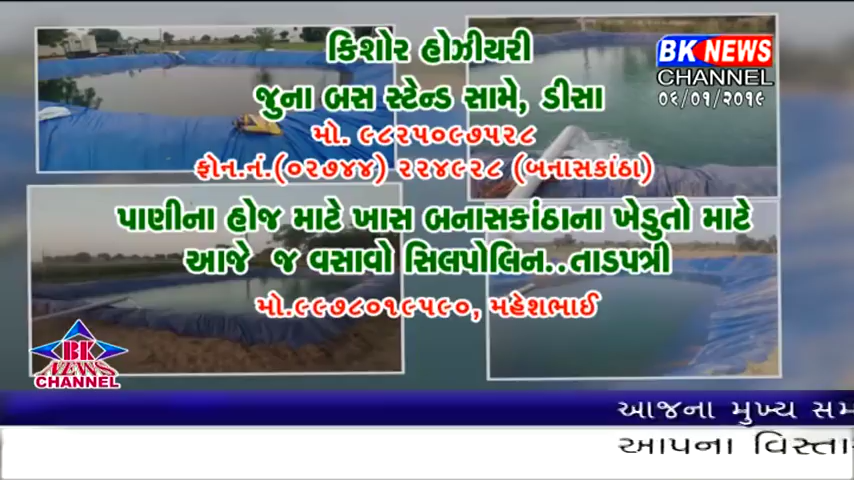 કિશોર હોઝીયરી
BK NEWS
CHANNEL
૦૬/૦૧/૨૦૧૯
જુના બસ સ્ટેન્ડ સામે, ડીસા
મો. ૯૮૨૫૦૯૭૫૨૮
ફોન.નં.(૦૨૭૪૪) ૨૨૪૯૨૮ (બનાસકાંઠા)
પાણીના હોજ માટે ખાસ બનાસકાંઠાના ખેડુતો માટે
આજે જ વસાવો સિલપોલિન..તાડપત્રી
મો.૯૯૭૮૦૧૯૫૯૦, મહેશભાઈ
BK
NEWS
CHANNEL
આજના મુખ્ય સમ
આપના વિસ્તા